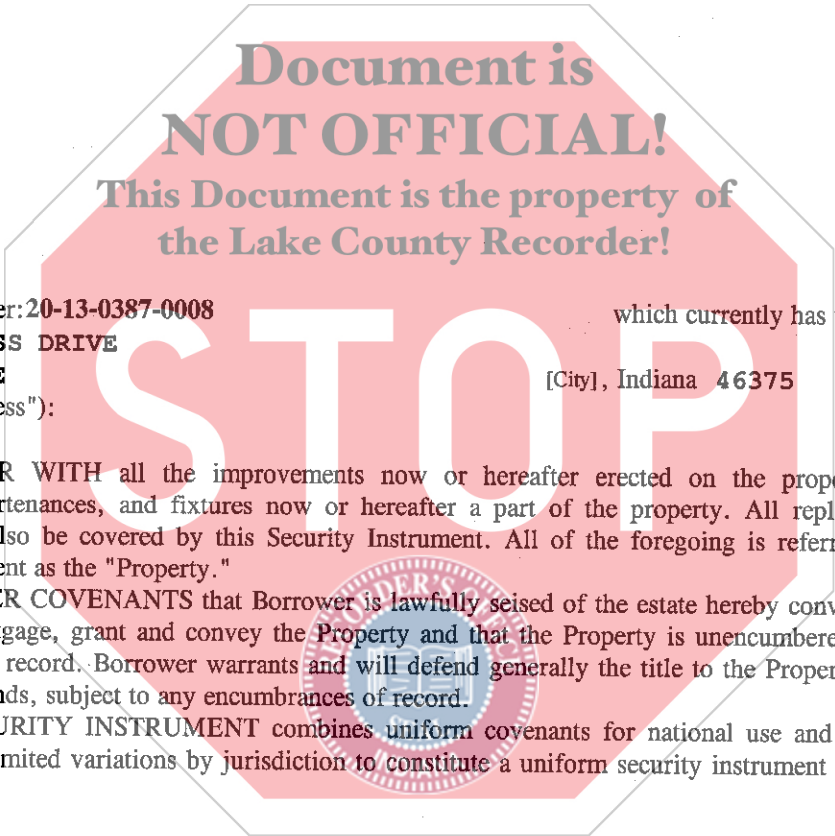 Document is
NOT OFFICIAL!
This Document is the property of
the Lake County Recorder!
STOP
er:20-13-0387-0008 which currently has
SS DRIVE
E [City], Indiana 46375
ess"):
R WITH all the improvements now or hereafter erected on the prope
rtenances, and fixtures now or hereafter a part of the property. All repl
lso be covered by this Security Instrument. All of the foregoing is referr
ent as the "Property."
ER COVENANTS that Borrower is lawfully seised of the estate hereby conv
gage, grant and convey the Property and that the Property is unencumbere
record. Borrower warrants and will defend generally the title to the Proper
nds, subject to any encumbrances of record.
URITY INSTRUMENT combines uniform covenants for national use and
mited variations by jurisdiction to constitute a uniform security instrument